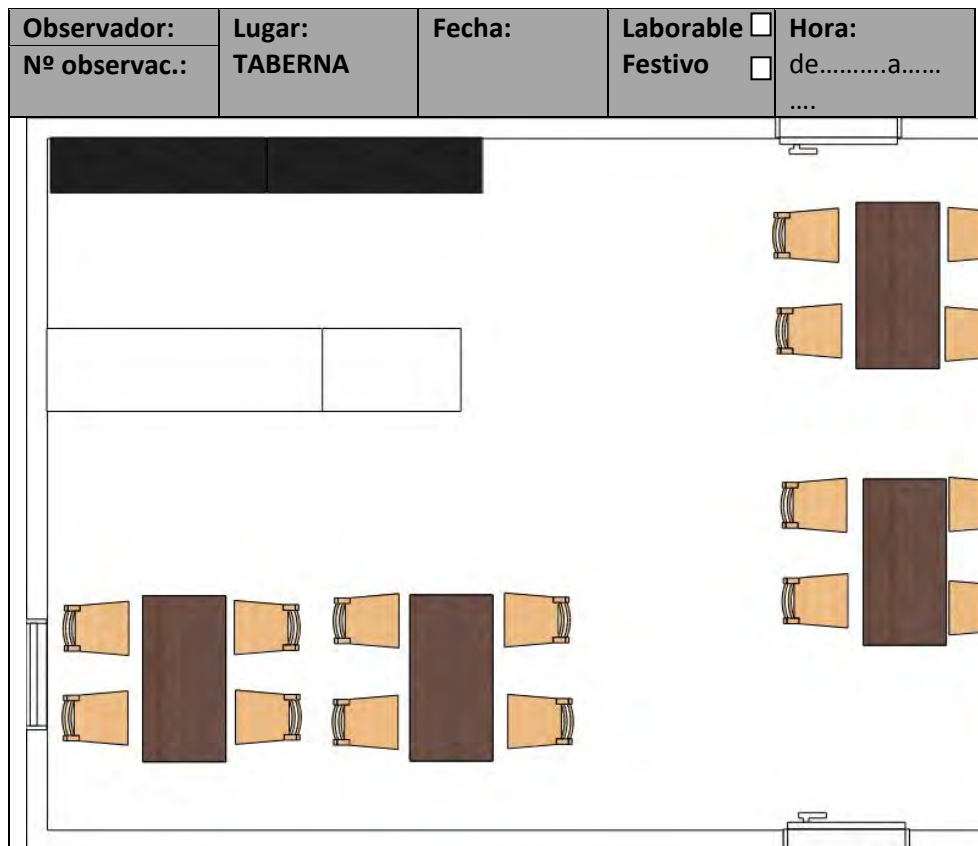 Observador:
Nº observac.:
Lugar:
TABERNA
Fecha:
Laborable
Festivo
Hora:
de……….a……
….